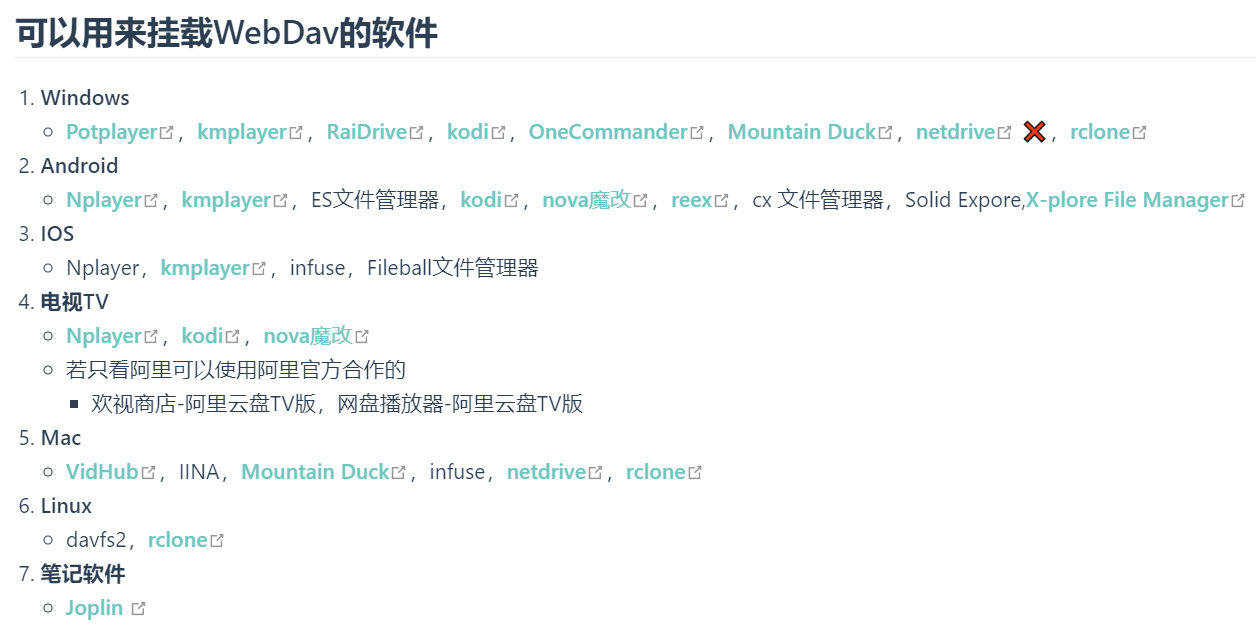 可以用来挂载WebDav的软件
1. Windows
Potplayer，kmplayer，RaiDrive，kodi，OneCommander，Mountain Duck，netdrive ❌，rclone
2. Android
Nplayer，kmplayer，ES文件管理器，kodi，nova魔改，reex，cx 文件管理器，Solid Expore,X-plore File Manager
3. IOS
Nplayer，kmplayer，infuse，Fileball文件管理器
4. 电视TV
Nplayer，kodi，nova魔改
若只看阿里可以使用阿里官方合作的
欢视商店-阿里云盘TV版，网盘播放器-阿里云盘TV版
5. Mac
VidHub，IINA，Mountain Duck，infuse，netdrive，rclone
6. Linux
davfs2，rclone
7. 笔记软件
Joplin